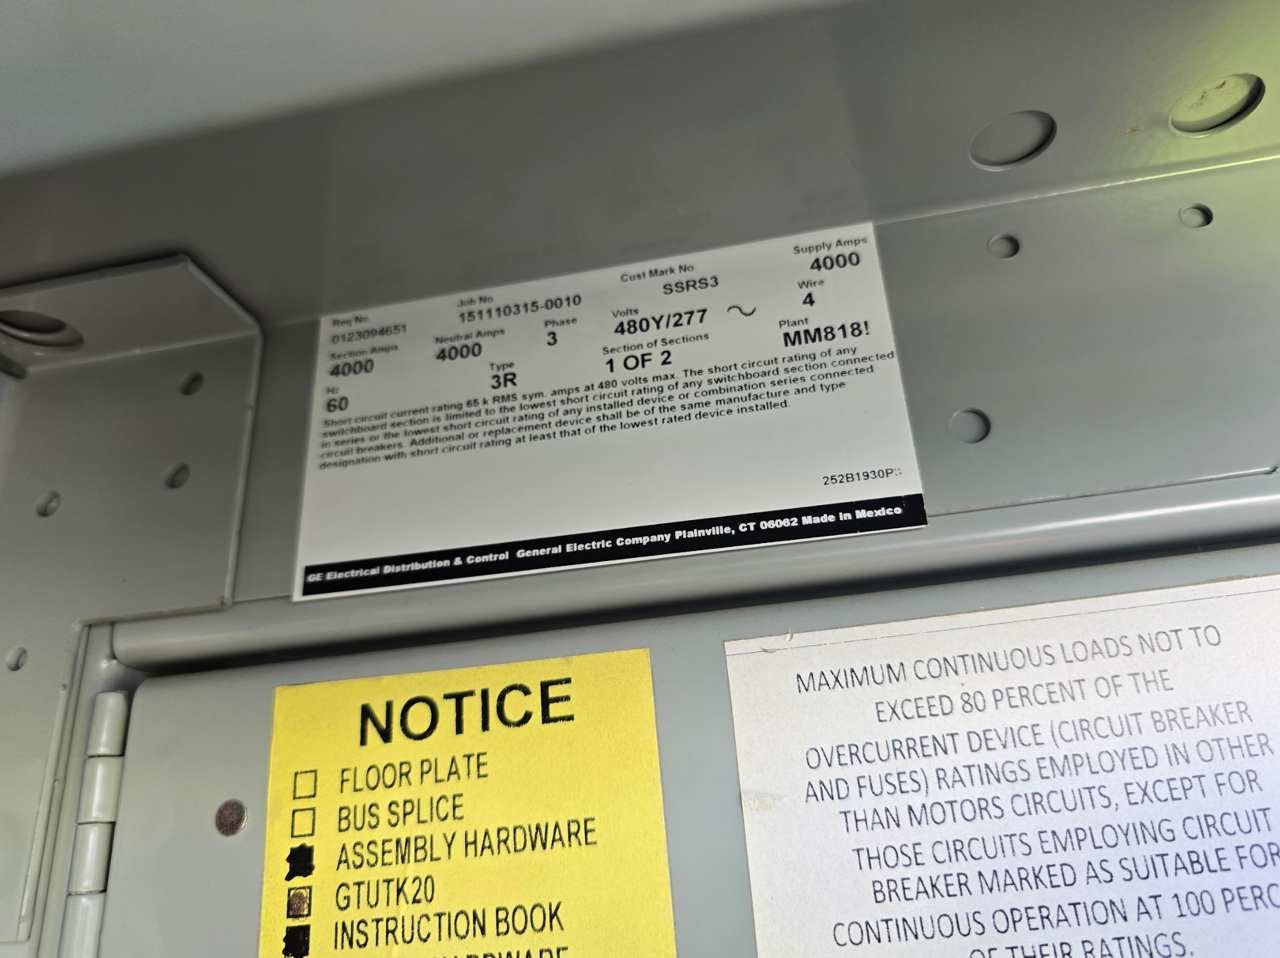 Req No. Job No. Cust Mark No. Supply Amps
0123094651 151110315-0010 SSRS3 4000
Section Amps Neutral Amps Phase Volts Wire
4000 4000 3 480Y/277 ~ 4
Hz Type Section of Sections Plant
60 3R 1 OF 2 MM818!
Short circuit current rating 65 k RMS sym. amps at 480 volts max. The short circuit rating of any
switchboard section is limited to the lowest short circuit rating of any switchboard section connected
in series or the lowest short circuit rating of any installed device or combination series connected
circuit breakers. Additional or replacement device shall be of the same manufacture and type
designation with short circuit rating at least that of the lowest rated device installed.
252B1930P
GE Electrical Distribution & Control General Electric Company Plainville, CT 06062 Made in Mexico
NOTICE
FLOOR PLATE
BUS SPLICE
ASSEMBLY HARDWARE
GTUTK20
INSTRUCTION BOOK
HARDWARE
MAXIMUM CONTINUOUS LOADS NOT TO
EXCEED 80 PERCENT OF THE
OVERCURRENT DEVICE (CIRCUIT BREAKER
AND FUSES) RATINGS EMPLOYED IN OTHER
THAN MOTORS CIRCUITS, EXCEPT FOR
THOSE CIRCUITS EMPLOYING CIRCUIT
BREAKER MARKED AS SUITABLE FOR
CONTINUOUS OPERATION AT 100 PERC
OF THEIR RATINGS.